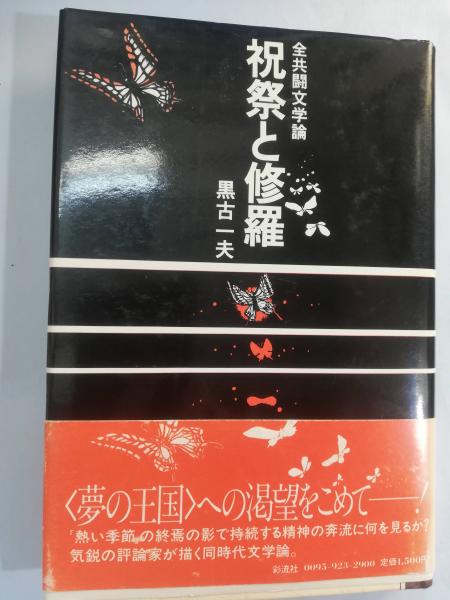 全共闘文学論
祝祭と修羅
黒古一夫
〈夢の王国〉への渇望をこめて——!
「熱い季節」の終焉の影で持続する精神の奔流に何を見るか?
気鋭の評論家が描く同時代文学論。
彩流社 0095-923-2900 定価1,500円